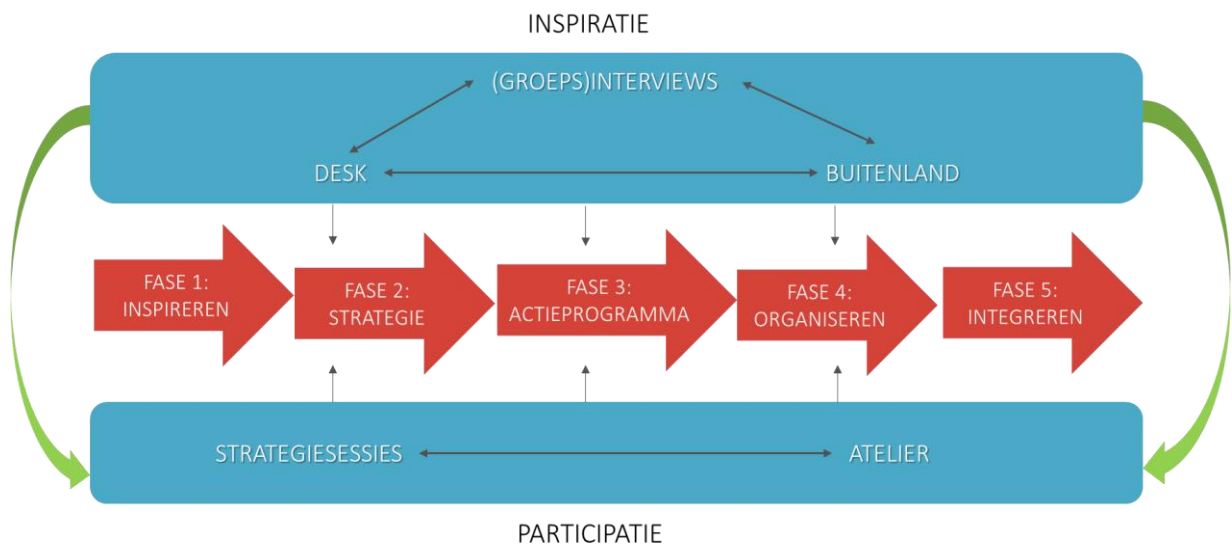 INSPIRATIE
(GROEPS)INTERVIEWS
DESK
BUITENLAND
FASE 1:
INSPIREREN
FASE 2:
STRATEGIE
FASE 3:
ACTIEPROGRAMMA
FASE 4:
ORGANISEREN
FASE 5:
INTEGREREN
STRATEGIESESSIES
ATELIER
PARTICIPATIE